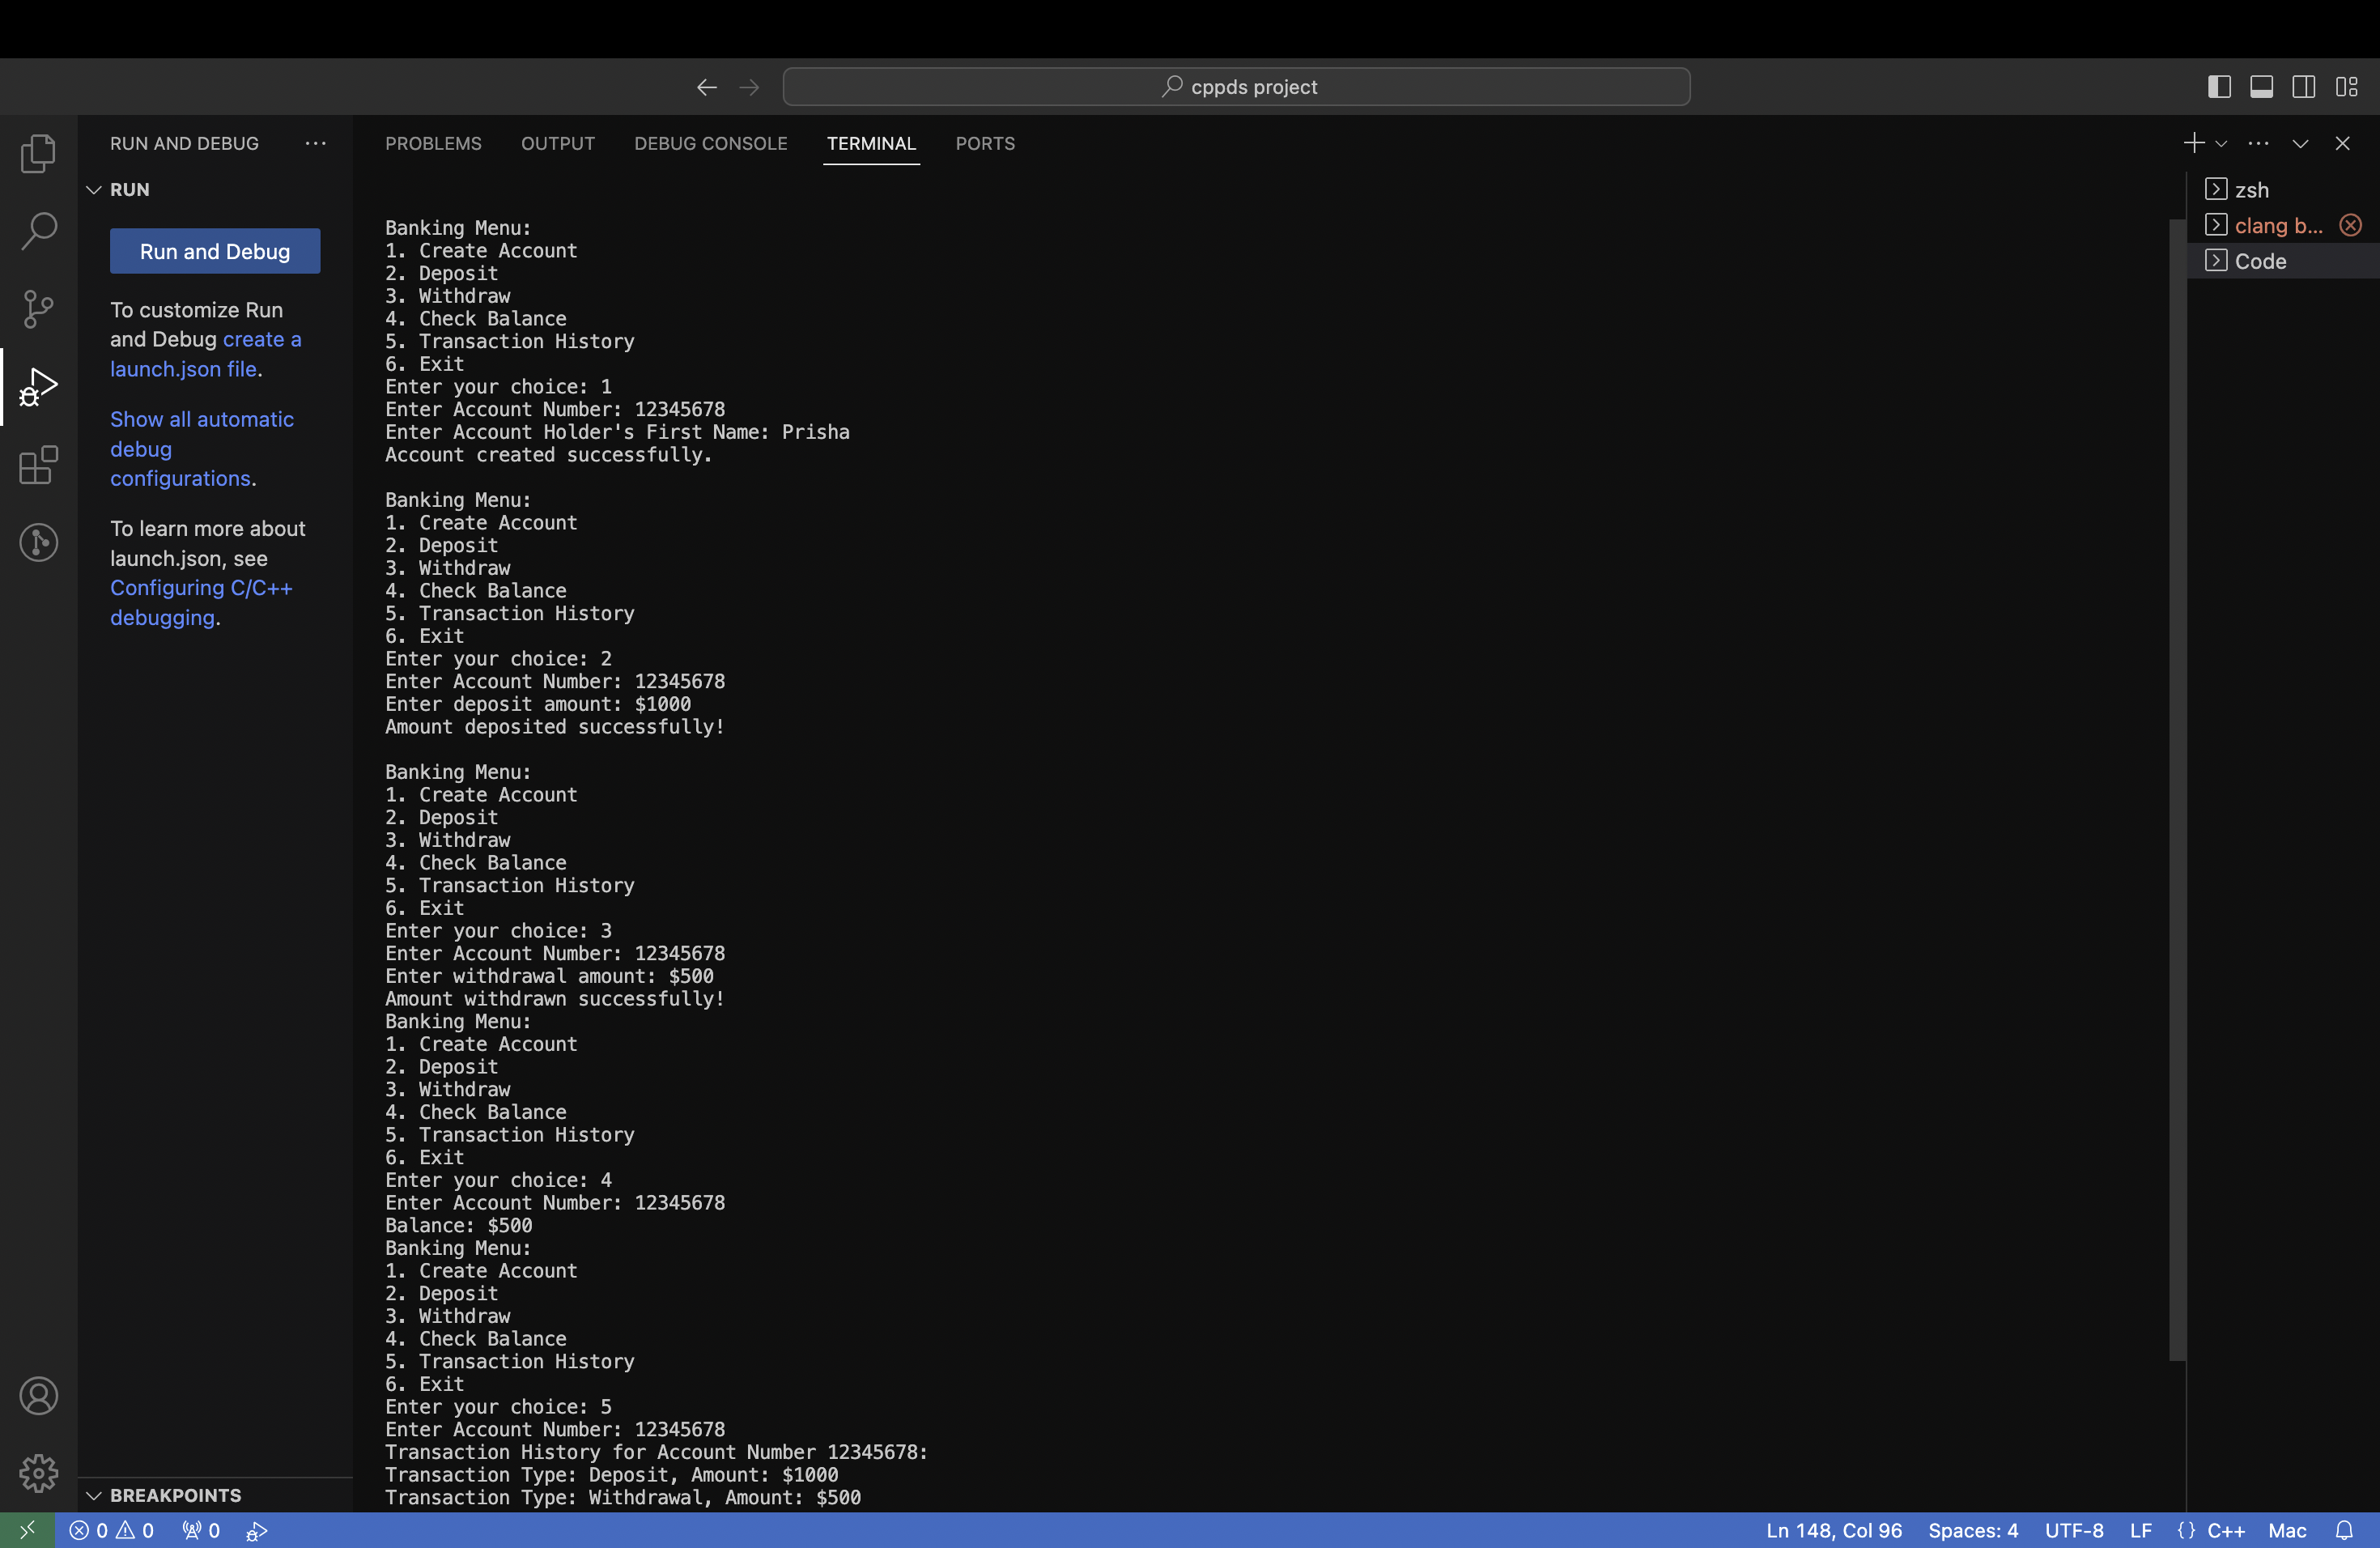 cppds project
RUN AND DEBUG
RUN
Run and Debug
To customize Run
and Debug create a
launch.json file.
Show all automatic
debug
configurations.
To learn more about
launch.json, see
Configuring C/C++
debugging.
BREAKPOINTS
PROBLEMS OUTPUT DEBUG CONSOLE TERMINAL PORTS
Banking Menu:
1. Create Account
2. Deposit
3. Withdraw
4. Check Balance
5. Transaction History
6. Exit
Enter your choice: 1
Enter Account Number: 12345678
Enter Account Holder's First Name: Prisha
Account created successfully.
Banking Menu:
1. Create Account
2. Deposit
3. Withdraw
4. Check Balance
5. Transaction History
6. Exit
Enter your choice: 2
Enter Account Number: 12345678
Enter deposit amount: $1000
Amount deposited successfully!
Banking Menu:
1. Create Account
2. Deposit
3. Withdraw
4. Check Balance
5. Transaction History
6. Exit
Enter your choice: 3
Enter Account Number: 12345678
Enter withdrawal amount: $500
Amount withdrawn successfully!
Banking Menu:
1. Create Account
2. Deposit
3. Withdraw
4. Check Balance
5. Transaction History
6. Exit
Enter your choice: 4
Enter Account Number: 12345678
Balance: $500
Banking Menu:
1. Create Account
2. Deposit
3. Withdraw
4. Check Balance
5. Transaction History
6. Exit
Enter your choice: 5
Enter Account Number: 12345678
Transaction History for Account Number 12345678:
Transaction Type: Deposit, Amount: $1000
Transaction Type: Withdrawal, Amount: $500
zsh
clang b...
Code
0 0 0
Ln 148, Col 96 Spaces: 4 UTF-8 LF {} C++ Mac